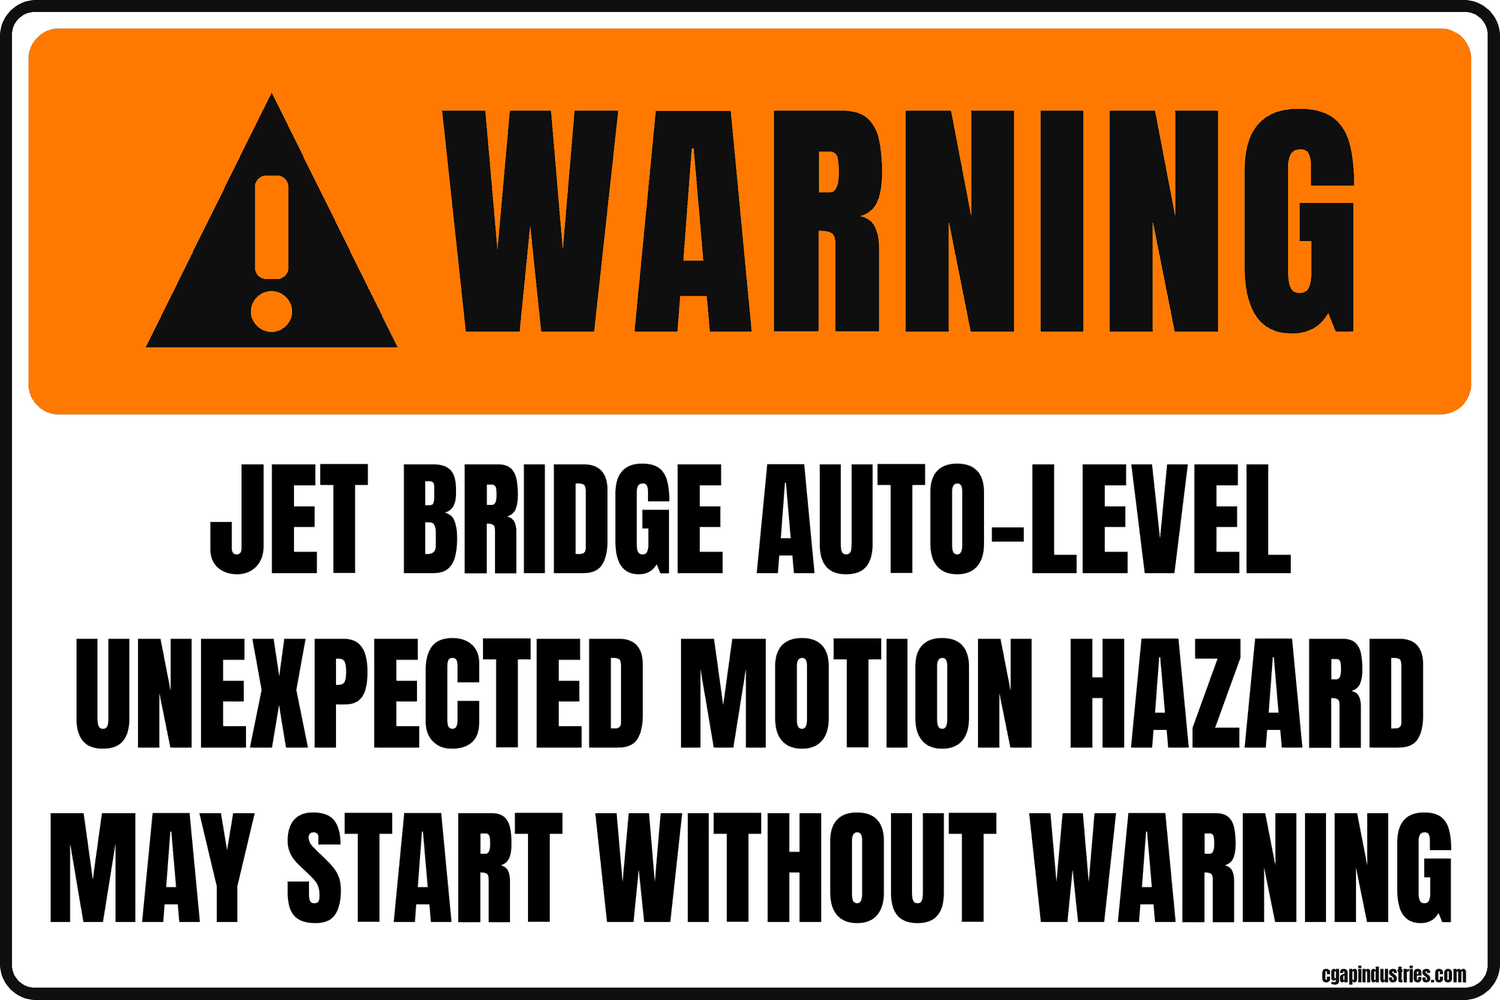 WARNING
JET BRIDGE AUTO-LEVEL
UNEXPECTED MOTION HAZARD
MAY START WITHOUT WARNING
cgapindustries.com